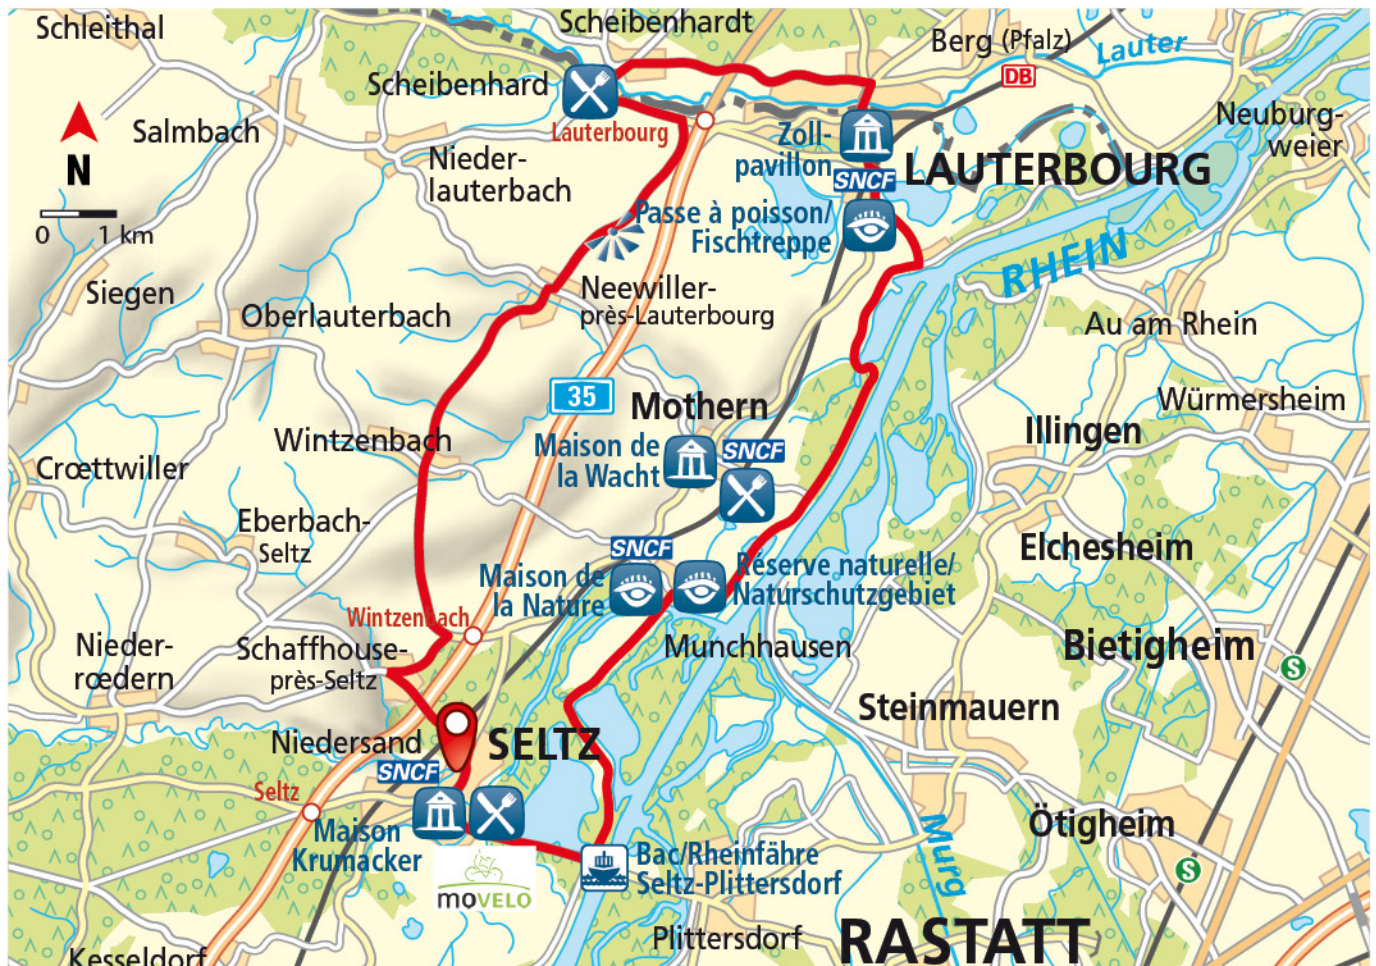 Schleithal
Scheibenhardt
Berg (Pfalz)
Lauter
DB
Scheibenhard
Neuburg-
weier
Salmbach
Lauterbourg
Zoll-
pavillon
N
Nieder-
lauterbach
LAUTERBOURG
SNCF
0 1 km
Passe à poisson/
Fischtreppe
RHEIN
Siegen
Neewiller-
près-Lauterbourg
Oberlauterbach
Au am Rhein
35
Mothern
Würmersheim
Illingen
Wintzenbach
Maison de
la Wacht
SNCF
Crœttwiller
Eberbach-
Seltz
SNCF
Elchesheim
Maison de
la Nature
Réserve naturelle/
Naturschutzgebiet
Wintzenbach
Nieder-
rœdern
Schaffhouse-
près-Seltz
Munchhausen
Bietigheim
S
Steinmauern
Niedersand
SELTZ
SNCF
Seltz
Maison
Krumacker
Ötigheim
Murg
Bac/Rheinfähre
Seltz-Plittersdorf
S
moVELO
Plittersdorf
RASTATT
Kesseldorf